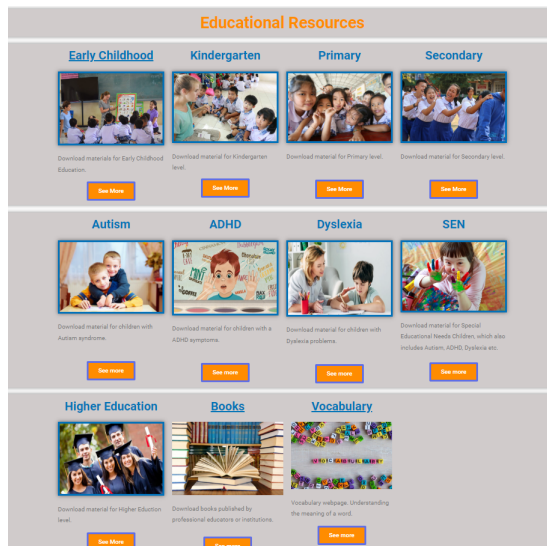 Educational Resources
Early Childhood
Kindergarten
Primary
Secondary
Download materials for Early Childhood
Education.
Download material for Kindergarten
level.
Download material for Primary level.
Download material for Secondary level.
See More
See More
See More
See More
Autism
ADHD
Dyslexia
SEN
Download material for children with
Autism syndrome.
Download material for children with a
ADHD symptoms.
Download material for children with
Dyslexia problems.
Download material for Special
Educational Needs Children, which also
includes Autism, ADHD. Dyslexia etc.
See more
See more
See more
See more
Higher Education
Books
Vocabulary
Download material for Higher Eduction
level.
Download books published by
professional educators or institutions.
Vocabulary webpage. Understanding
the meaning of a word.
See More
See more
See more